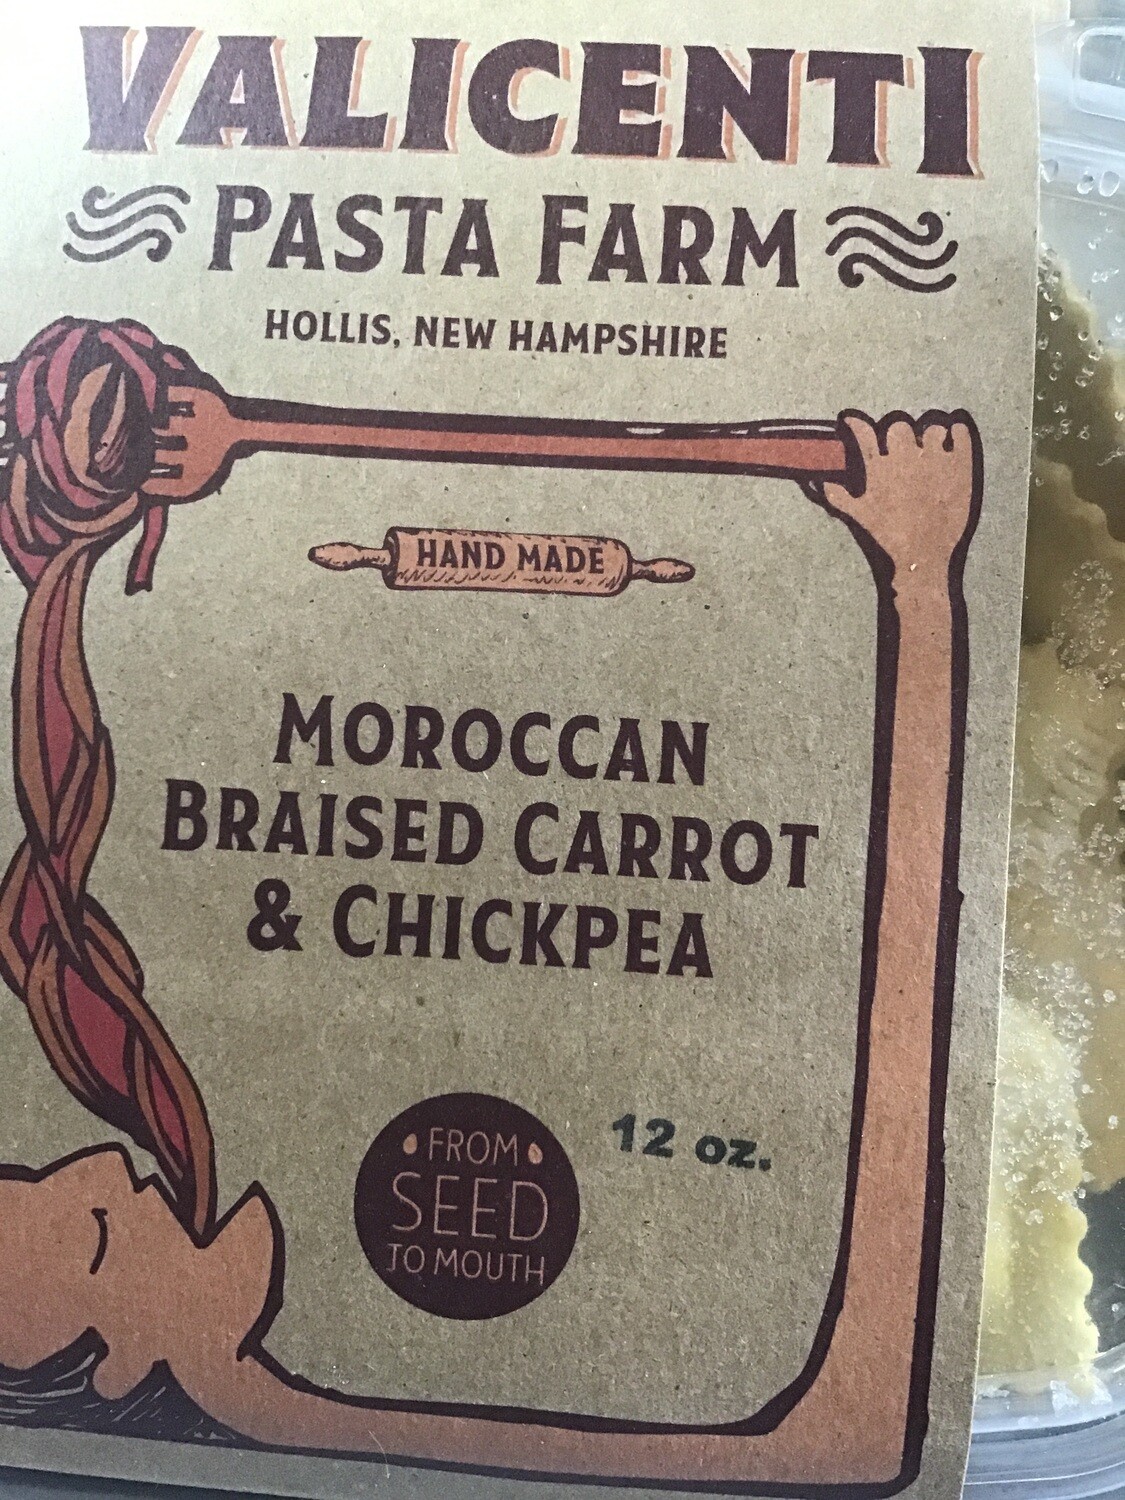 VALICENTI
PASTA FARM
HOLLIS, NEW HAMPSHIRE
HAND MADE
MOROCCAN
BRAISED CARROT
& CHICKPEA
FROM
SEED
TO MOUTH
12 oz.